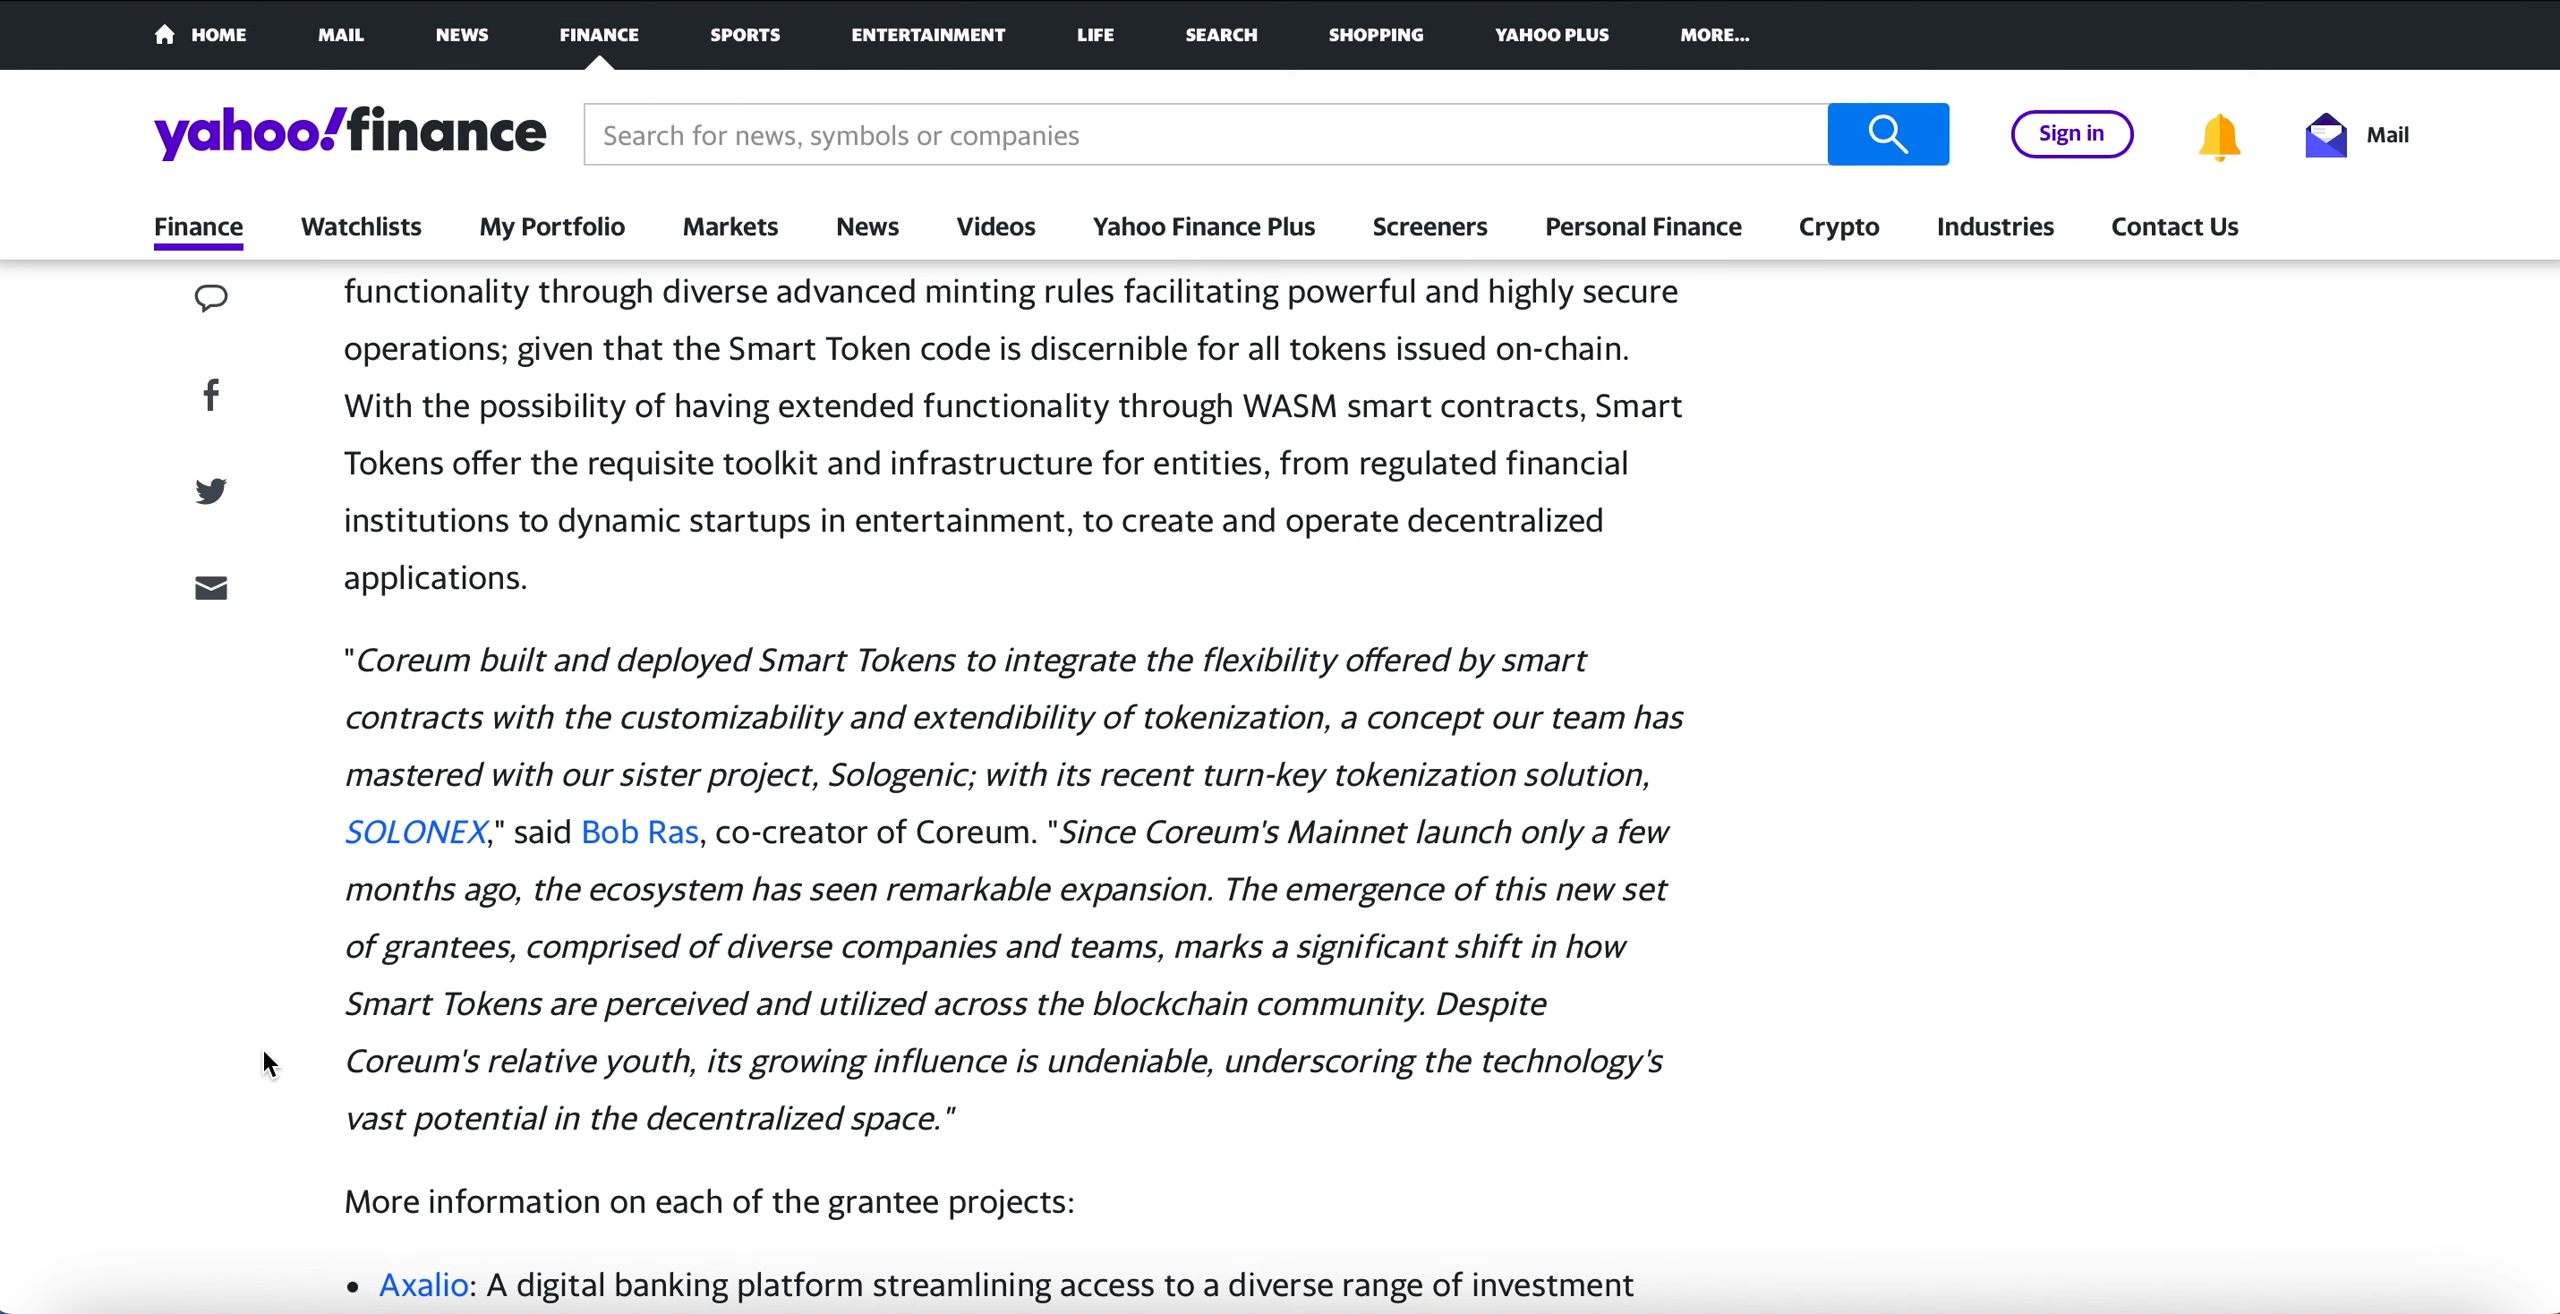 HOME MAIL NEWS FINANCE SPORTS ENTERTAINMENT LIFE SEARCH SHOPPING YAHOO PLUS MORE...
yahoo!finance Search for news, symbols or companies Sign in Mail
Finance Watchlists My Portfolio Markets News Videos Yahoo Finance Plus Screeners Personal Finance Crypto Industries Contact Us
functionality through diverse advanced minting rules facilitating powerful and highly secure
operations; given that the Smart Token code is discernible for all tokens issued on-chain.
With the possibility of having extended functionality through WASM smart contracts, Smart
Tokens offer the requisite toolkit and infrastructure for entities, from regulated financial
institutions to dynamic startups in entertainment, to create and operate decentralized
applications.
"Coreum built and deployed Smart Tokens to integrate the flexibility offered by smart
contracts with the customizability and extendibility of tokenization, a concept our team has
mastered with our sister project, Sologenic; with its recent turn-key tokenization solution,
SOLONEX," said Bob Ras, co-creator of Coreum. "Since Coreum's Mainnet launch only a few
months ago, the ecosystem has seen remarkable expansion. The emergence of this new set
of grantees, comprised of diverse companies and teams, marks a significant shift in how
Smart Tokens are perceived and utilized across the blockchain community. Despite
Coreum's relative youth, its growing influence is undeniable, underscoring the technology's
vast potential in the decentralized space."
More information on each of the grantee projects:
• Axalio: A digital banking platform streamlining access to a diverse range of investment